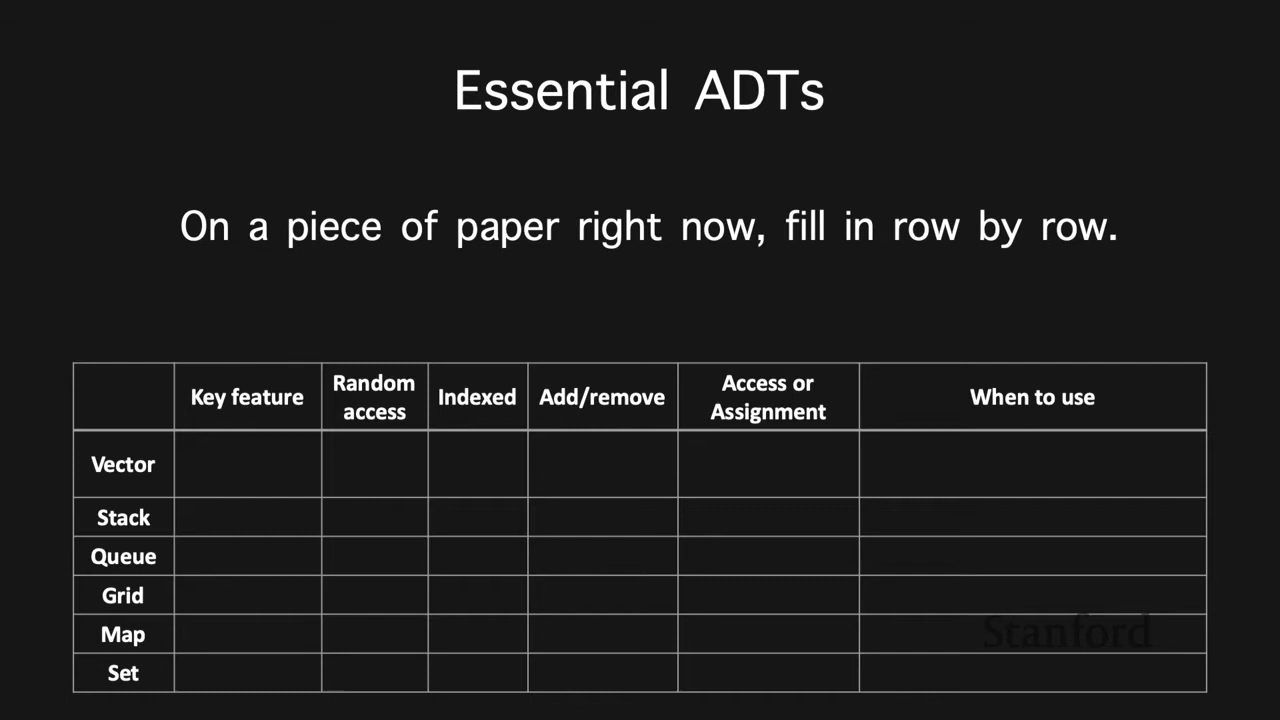 Essential ADTs
On a piece of paper right now, fill in row by row.
Key feature
Random
access
Indexed
Add/remove
Access or
Assignment
When to use
Vector
Stack
Queue
Grid
Map
Set
Stanford